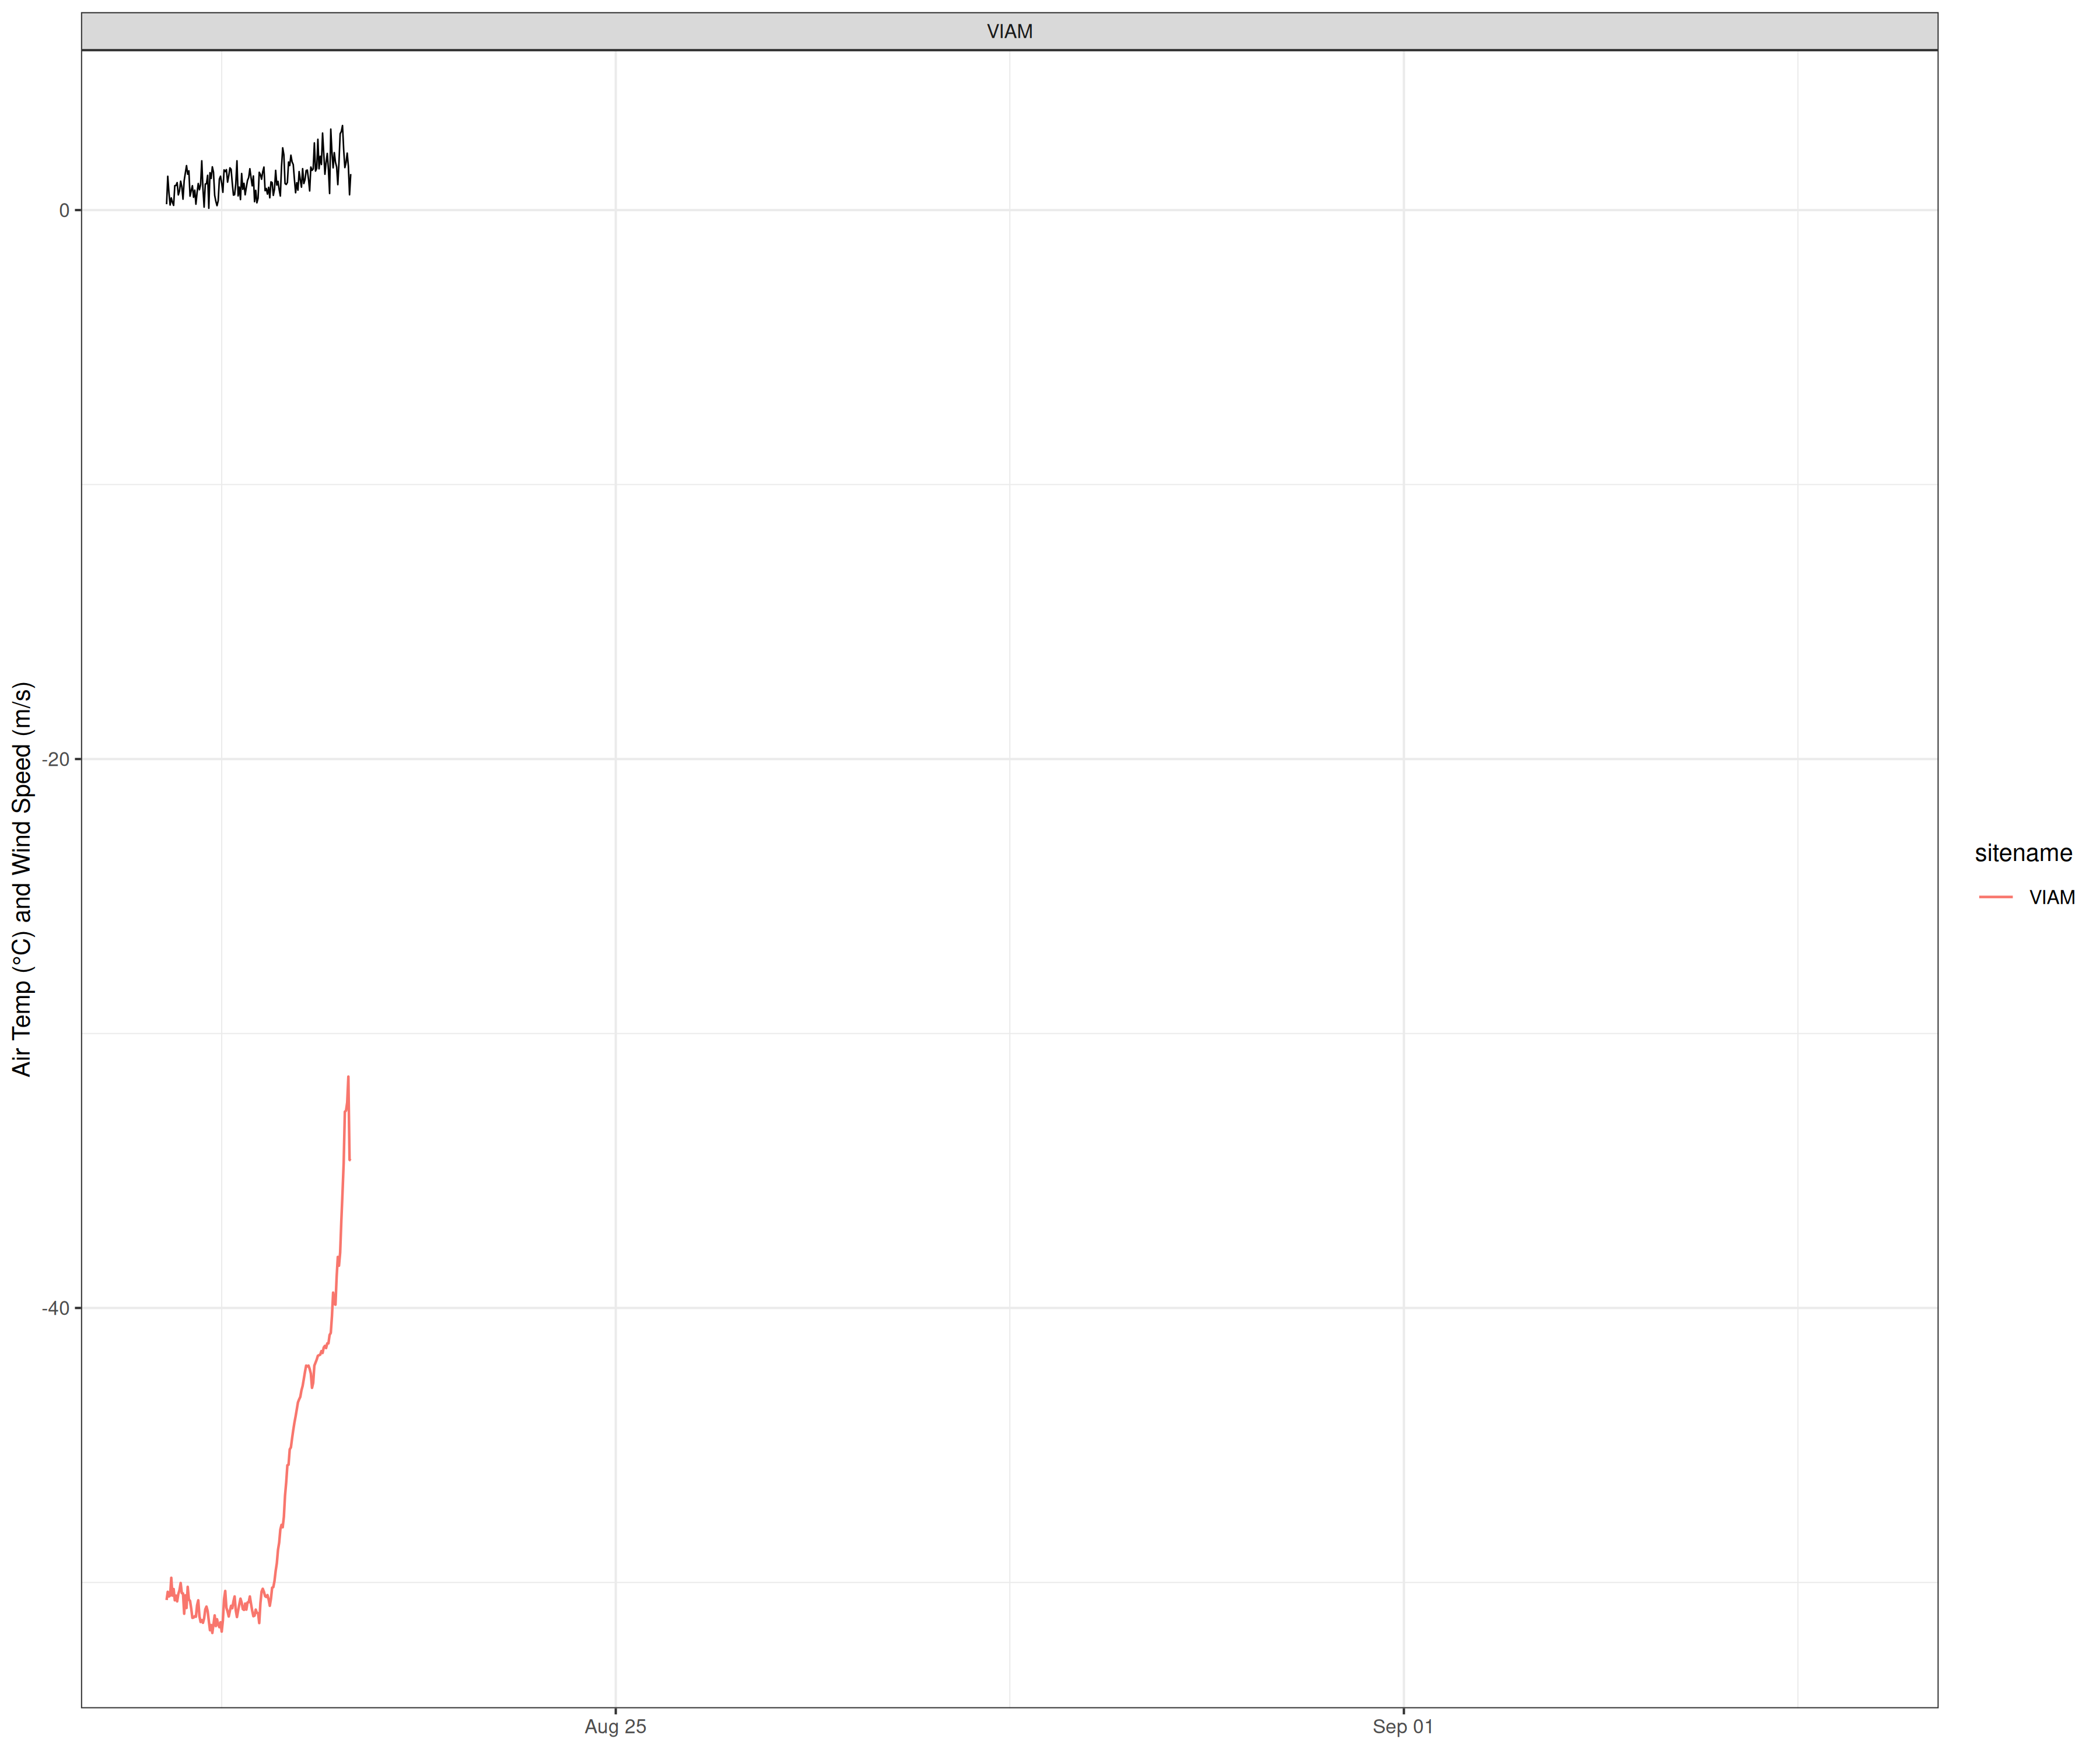 VIAM
0
-20
-40
Air Temp (°C) and Wind Speed (m/s)
Aug 25
Sep 01
sitename
VIAM